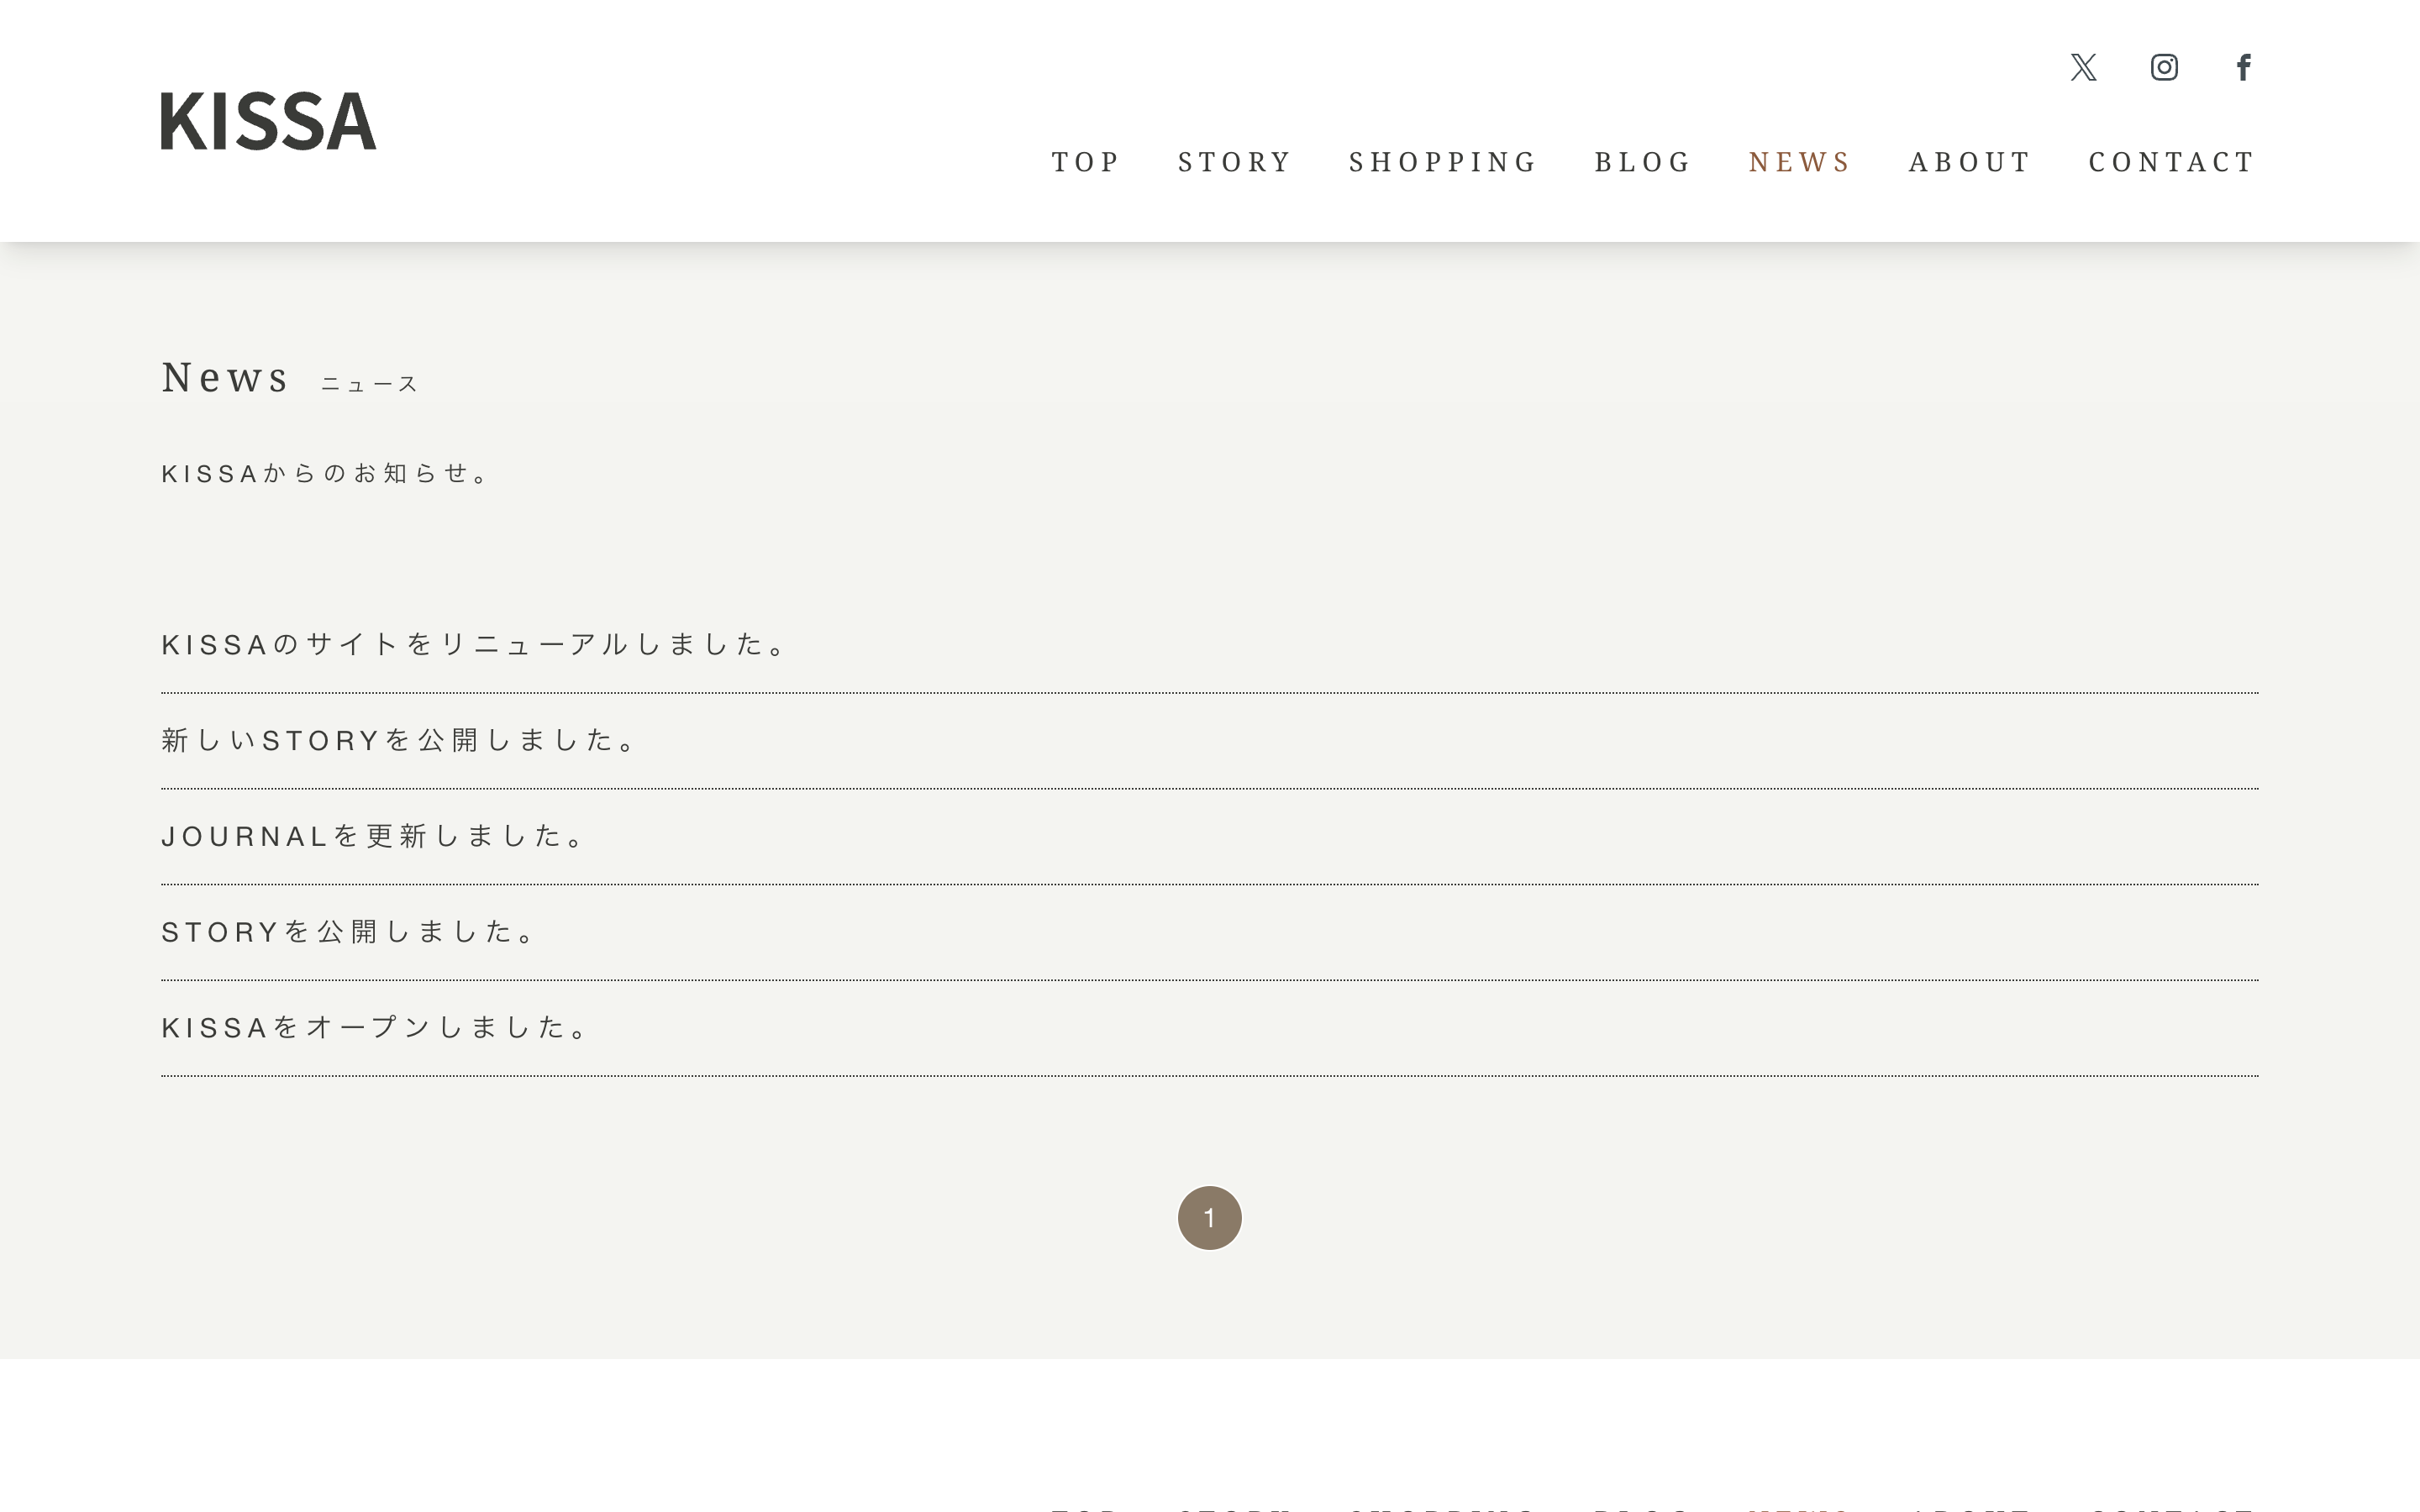 KISSA
TOP STORY SHOPPING BLOG NEWS ABOUT CONTACT
News ニュース
KISSAからのお知らせ。
KISSAのサイトをリニューアルしました。
新しいSTORYを公開しました。
JOURNALを更新しました。
STORYを公開しました。
KISSAをオープンしました。
1